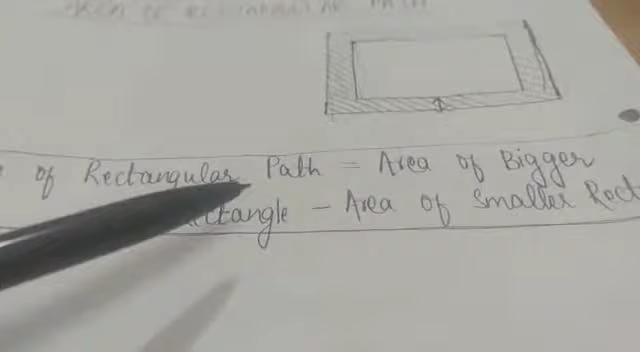 of Rectangular Path = Area of Bigger
Rectangle - Area of Smaller Rect